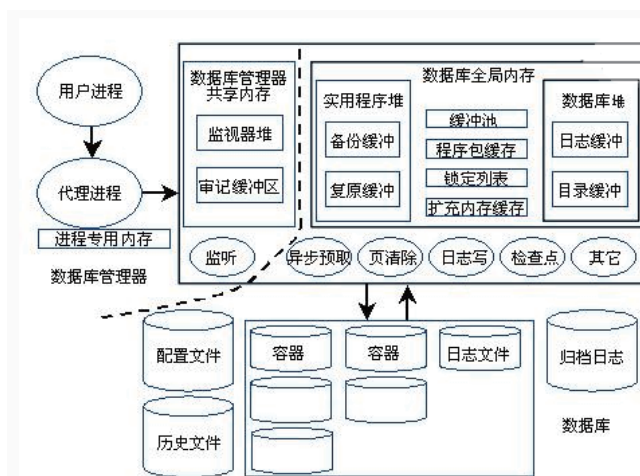 用户进程
代理进程
进程专用内存
数据库管理器
数据库管理器
共享内存
监视器堆
审记缓冲区
数据库全局内存
实用程序堆
备份缓冲
复原缓冲
缓冲池
程序包缓存
锁定列表
扩充内存缓存
数据库堆
日志缓冲
目录缓冲
监听
异步预取
页清除
日志写
检查点
其它
配置文件
历史文件
容器
容器
日志文件
归档日志
数据库